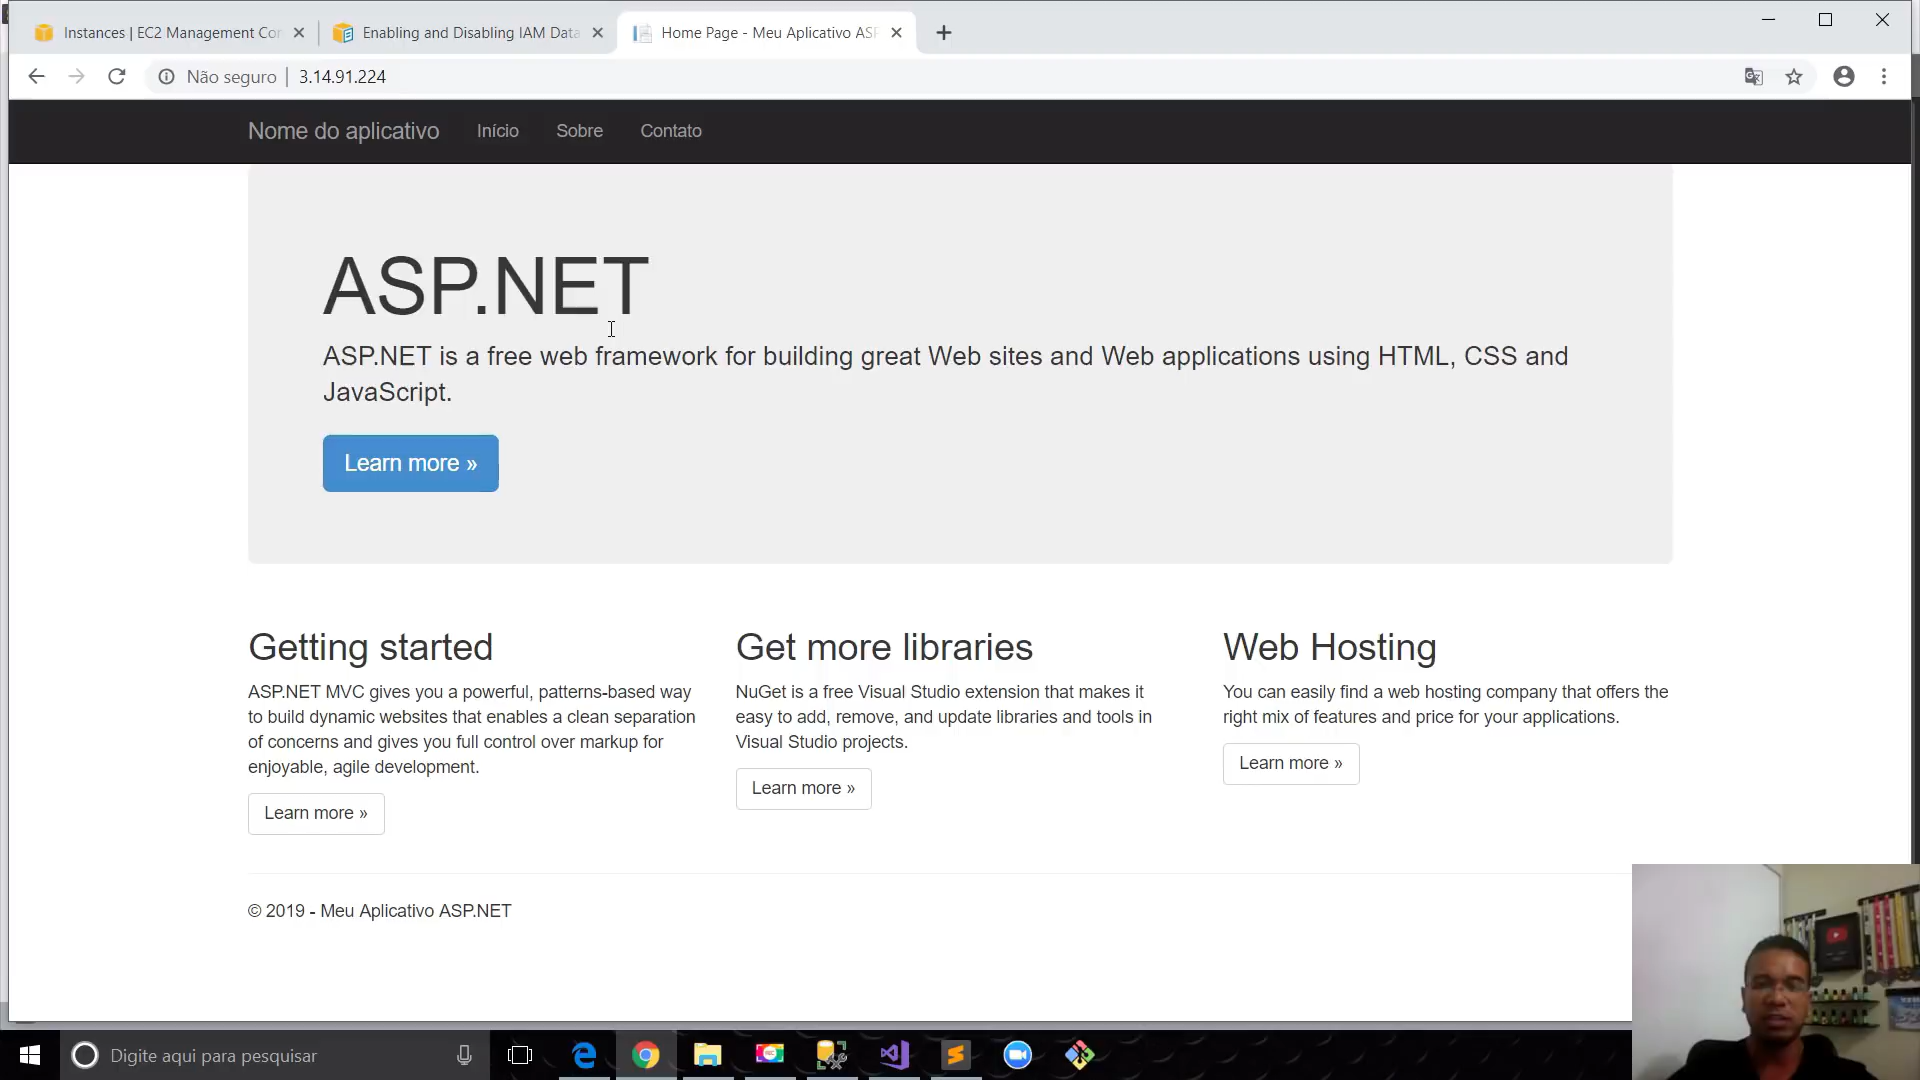 Instances | EC2 Management Con
Enabling and Disabling IAM Data
Home Page - Meu Aplicativo ASP
Não seguro | 3.14.91.224
Nome do aplicativo Início Sobre Contato
ASP.NET
ASP.NET is a free web framework for building great Web sites and Web applications using HTML, CSS and
JavaScript.
Learn more »
Getting started
ASP.NET MVC gives you a powerful, patterns-based way
to build dynamic websites that enables a clean separation
of concerns and gives you full control over markup for
enjoyable, agile development.
Learn more »
Get more libraries
NuGet is a free Visual Studio extension that makes it
easy to add, remove, and update libraries and tools in
Visual Studio projects.
Learn more »
Web Hosting
You can easily find a web hosting company that offers the
right mix of features and price for your applications.
Learn more »
© 2019 - Meu Aplicativo ASP.NET
Digite aqui para pesquisar